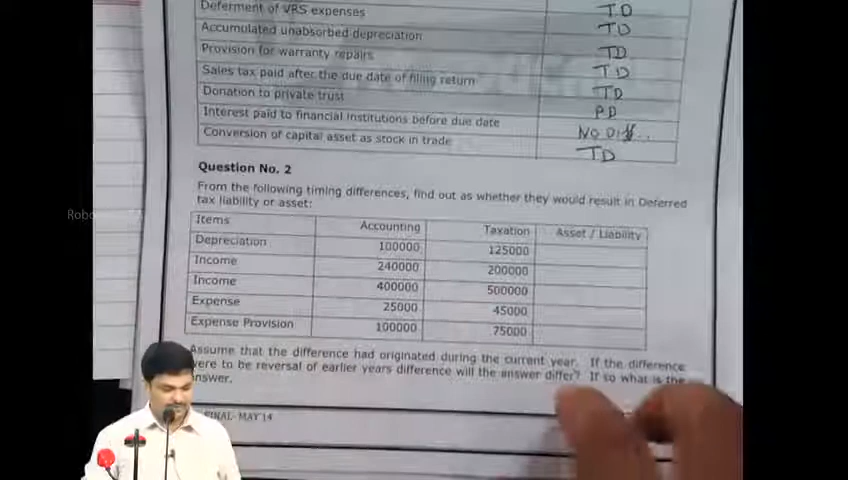 Deferment of VRS expenses TD
Accumulated unabsorbed depreciation TD
Provision for warranty repairs TD
Sales tax paid after the due date of filing return TD
Donation to private trust TD
Interest paid to financial institutions before due date PD
Conversion of capital asset as stock in trade No Diff..
TD
Question No. 2
From the following timing differences, find out as whether they would result in Deferred
tax liability or asset:
Items Accounting Taxation Asset / Liability
Depreciation 100000 125000
Income 240000 200000
Income 400000 500000
Expense 25000 45000
Expense Provision 100000 75000
Assume that the difference had originated during the current year. If the difference
were to be reversal of earlier years difference will the answer differ? If so what is the
answer.
FINAL-MAY 14